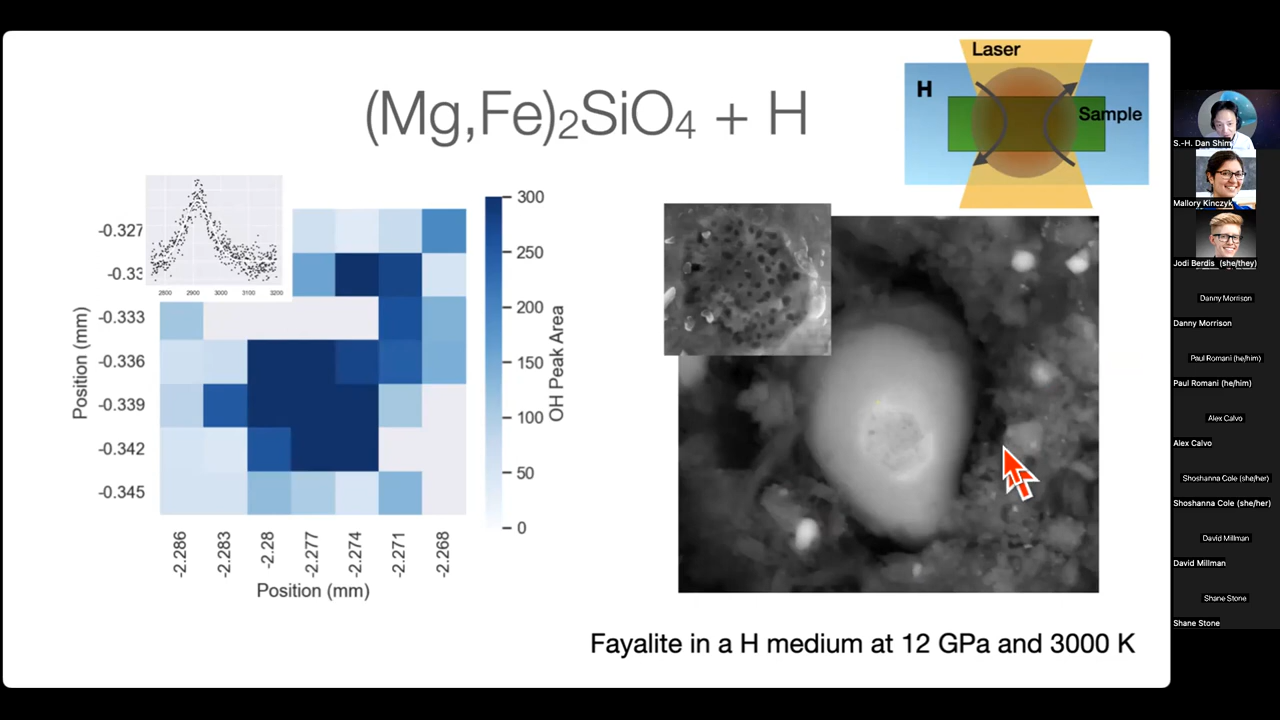 (Mg,Fe)₂SiO₄ + H
Laser
H
Sample
2800 2900 3000 3100 3200
-0.327
-0.33
-0.333
-0.336
-0.339
-0.342
-0.345
Position (mm)
-2.286
-2.283
-2.28
-2.277
-2.274
-2.271
-2.268
Position (mm)
300
250
200
150
100
50
0
OH Peak Area
Fayalite in a H medium at 12 GPa and 3000 K
S.-H. Dan Shim
Mallory Kinczyk
Jodi Berdis (she/they)
Danny Morrison
Danny Morrison
Paul Romani (he/him)
Paul Romani (he/him)
Alex Calvo
Alex Calvo
Shoshanna Cole (she/her)
Shoshanna Cole (she/her)
David Millman
David Millman
Shane Stone
Shane Stone